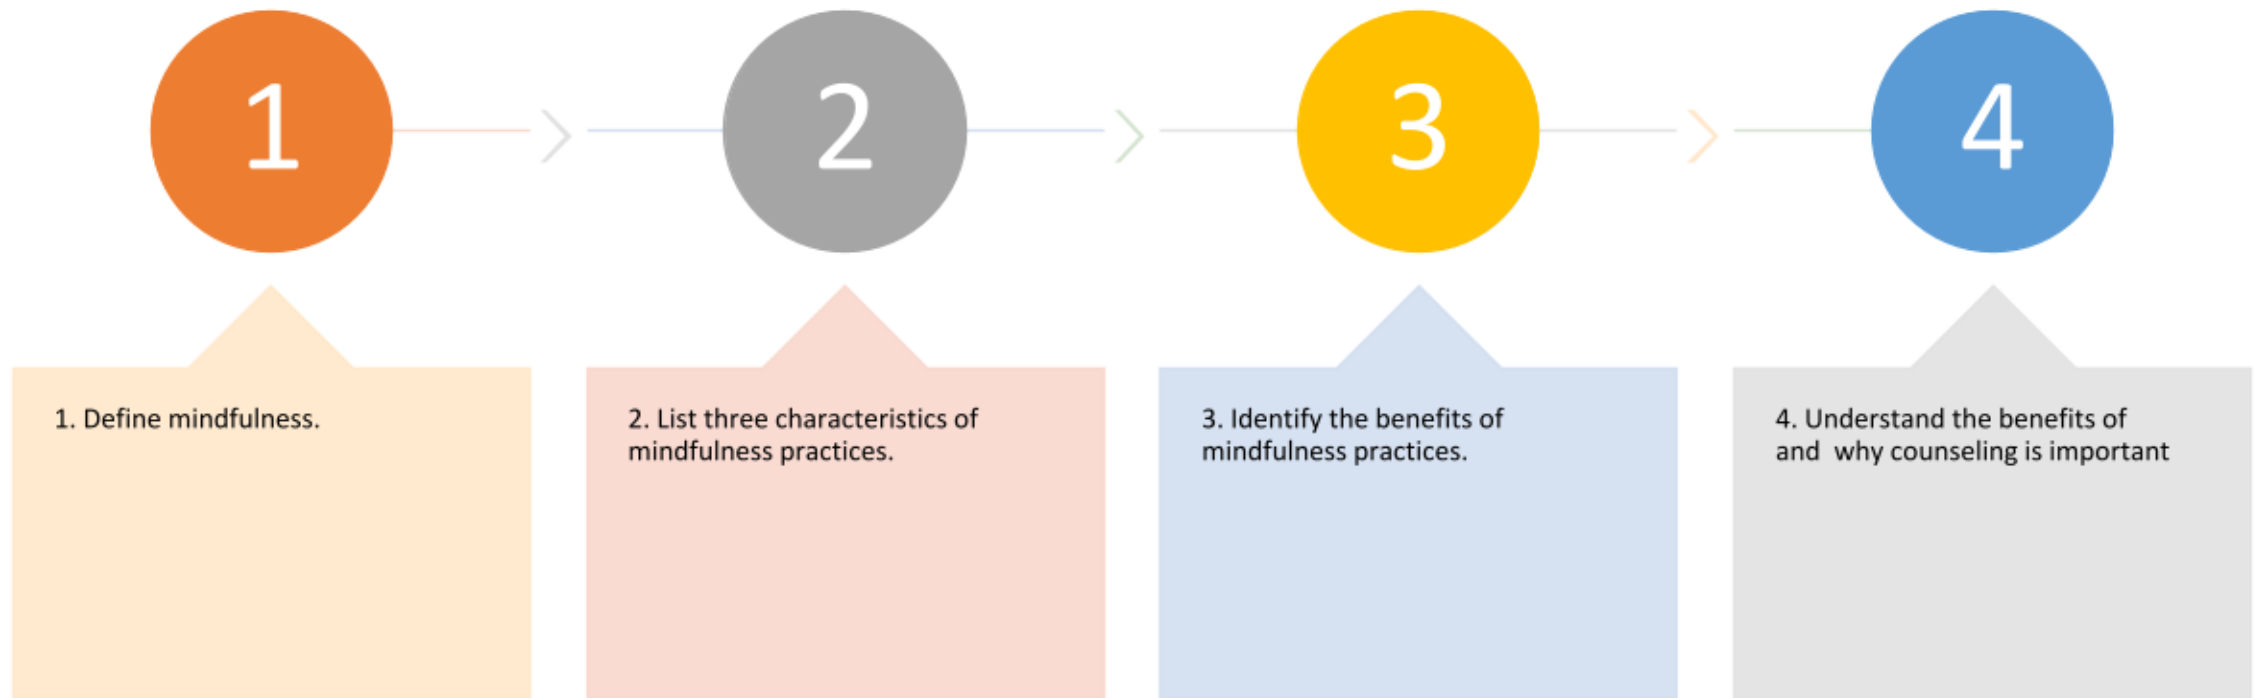 1
2
3
4
1. Define mindfulness.
2. List three characteristics of
mindfulness practices.
3. Identify the benefits of
mindfulness practices.
4. Understand the benefits of
and  why counseling is important